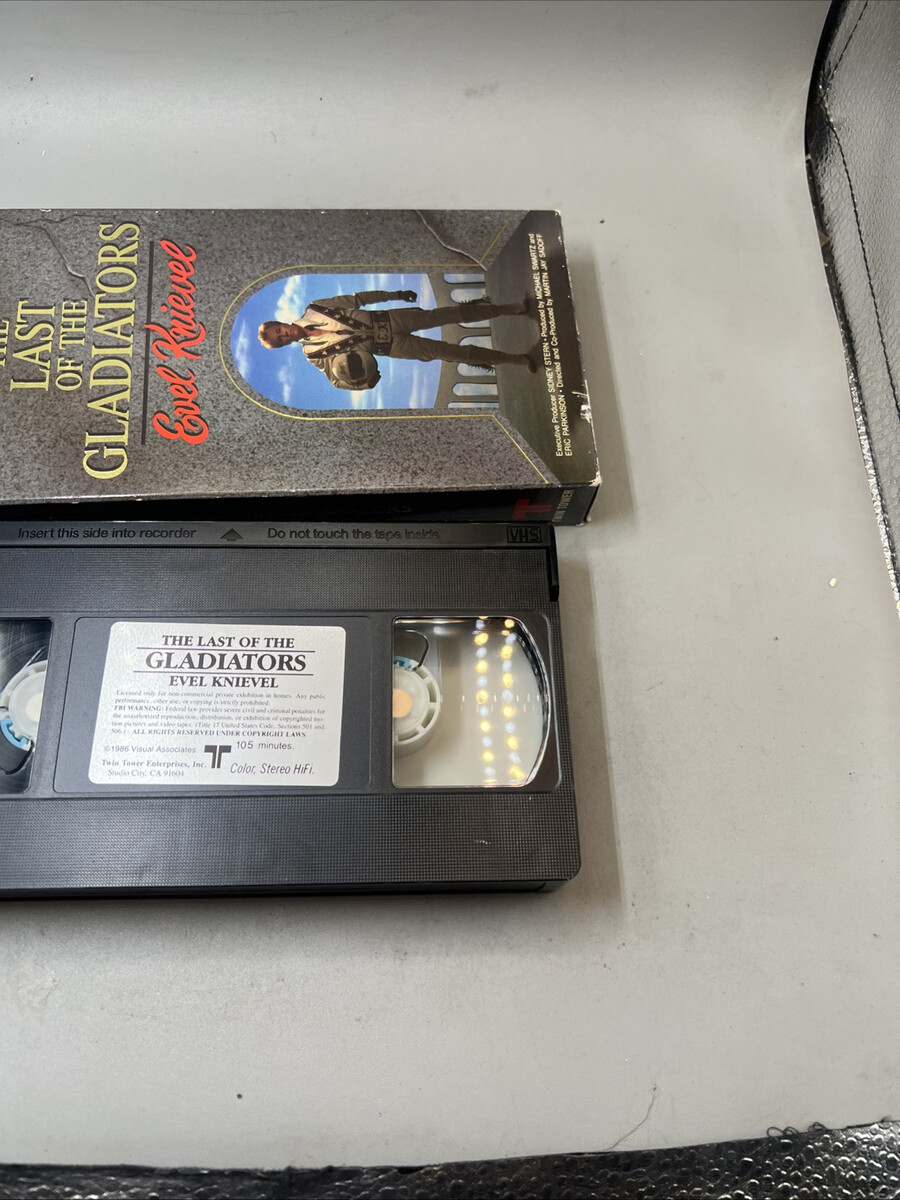 LAST
OF THE
GLADIATORS
Evel Knievel
Executive Producer SIDNEY STERN • Produced by MICHAEL SWARTZ and
ERIC PARKINSON • Directed and Co-Produced by MARTIN JAY SADOFF
TWIN TOWER
Insert this side into recorder
Do not touch the tape inside
VHS
THE LAST OF THE
GLADIATORS
EVEL KNIEVEL
Licensed only for non-commercial private exhibition in homes. Any public
performance, other use, or copying is strictly prohibited.
FBI WARNING: Federal law provides severe civil and criminal penalties for
the unauthorized reproduction, distribution, or exhibition of copyrighted mo-
tion pictures and video tapes. (Title 17 United States Code, Sections 501 and
506.) ALL RIGHTS RESERVED UNDER COPYRIGHT LAWS.
©1986 Visual Associates
105 minutes.
Twin Tower Enterprises, Inc.
Color, Stereo HiFi.
Studio City, CA 91604